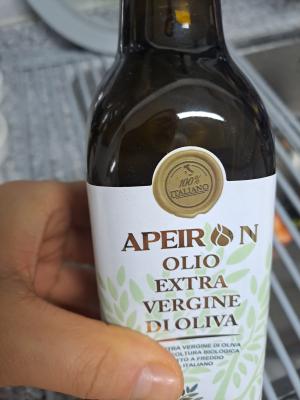 100%
ITALIANO
APEIRON
OLIO
EXTRA
VERGINE
DI OLIVA
VERGINE DI OLIVA
BIOLOGICA
A FREDDO
ITALIANO